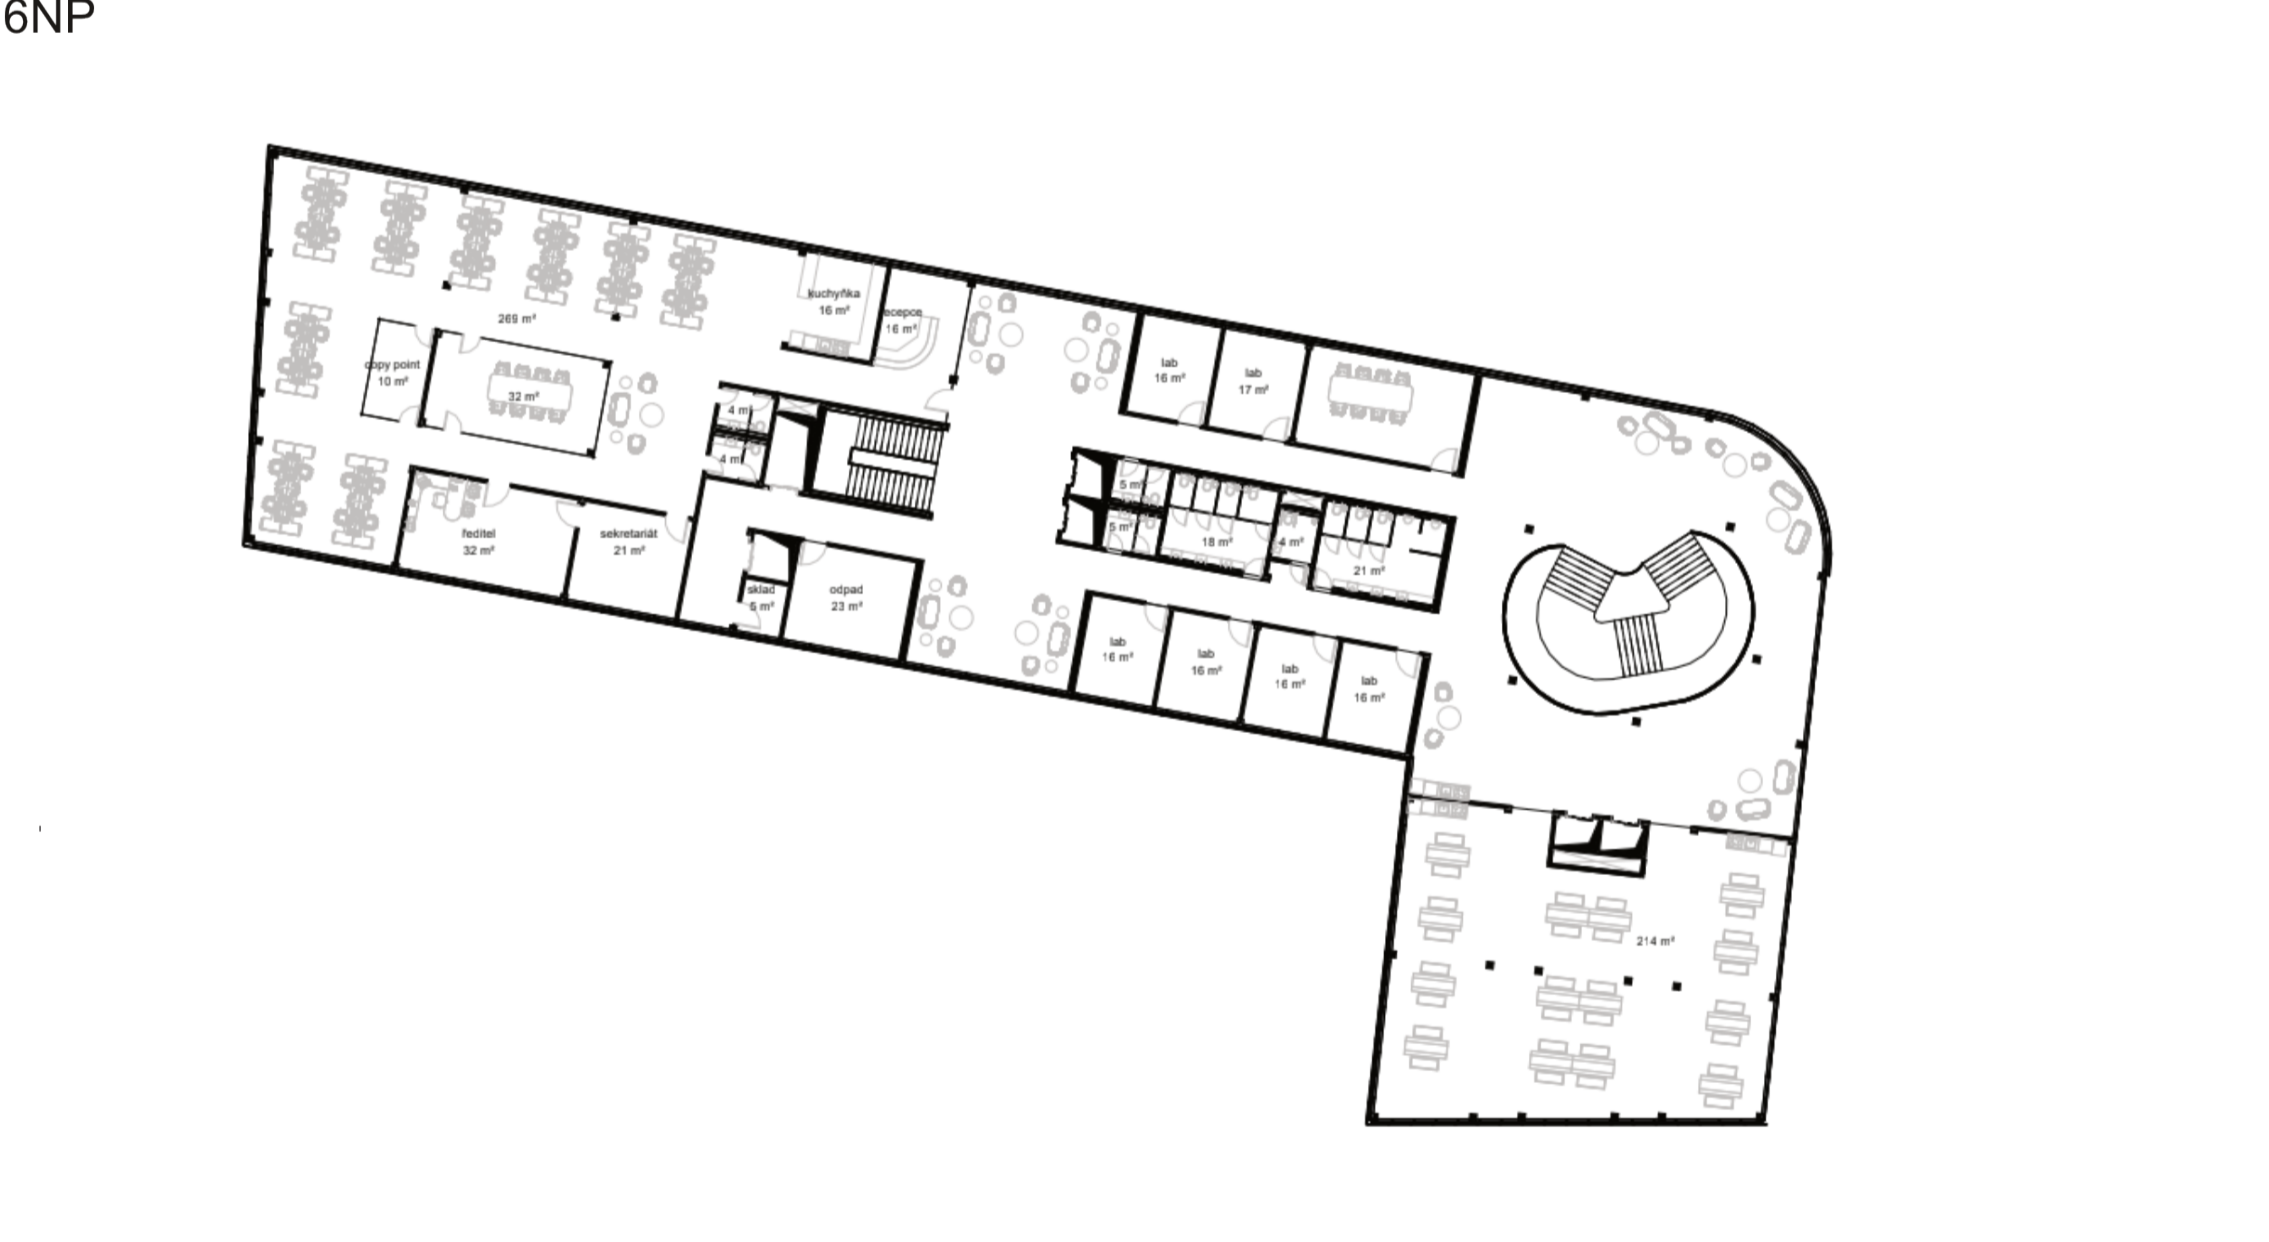 6NP
kuchyňka
16 m²
ecepce
16 m²
269 m²
copy point
10 m²
32 m²
lab
16 m²
lab
17 m²
4 m
4 m
5 m²
5 m²
18 m²
4 m²
21 m²
ředitel
32 m²
sekretariát
21 m²
sklad
5 m²
odpad
23 m²
lab
16 m²
lab
16 m²
lab
16 m²
lab
16 m²
214 m²